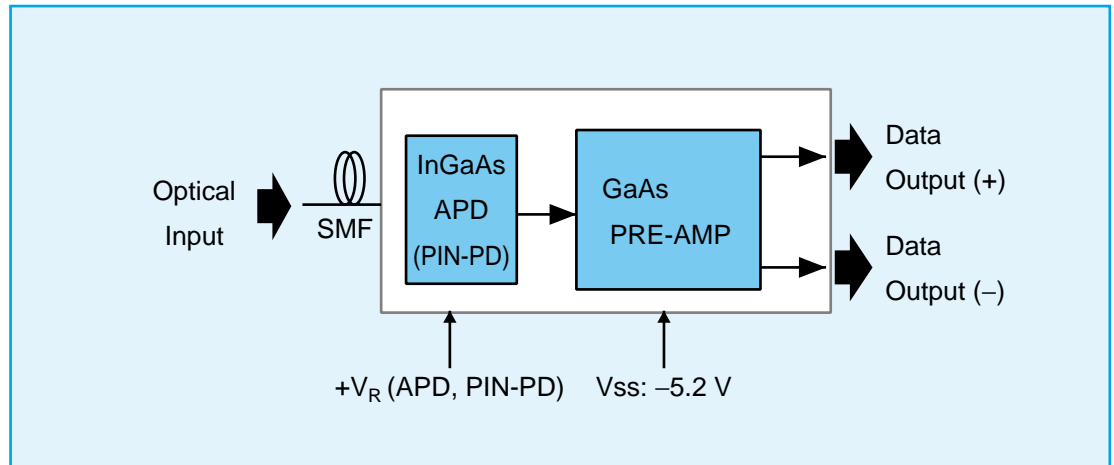 Optical
Input
SMF
InGaAs
APD
(PIN-PD)
GaAs
PRE-AMP
Data
Output (+)
Data
Output (−)
+VR (APD, PIN-PD)
Vss: −5.2 V